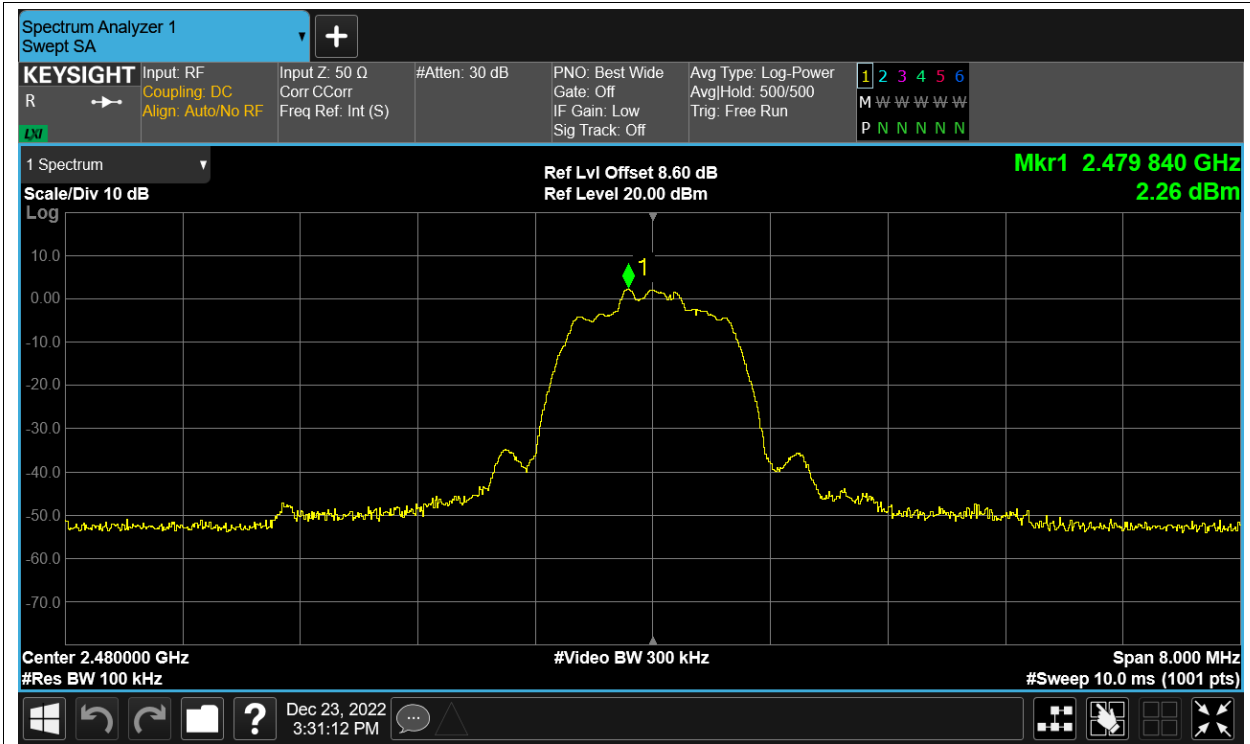 Spectrum Analyzer 1
Swept SA
+
KEYSIGHT
R
LXI
Input: RF
Coupling: DC
Align: Auto/No RF
Input Z: 50 Ω
Corr CCorr
Freq Ref: Int (S)
#Atten: 30 dB
PNO: Best Wide
Gate: Off
IF Gain: Low
Sig Track: Off
Avg Type: Log-Power
Avg|Hold: 500/500
Trig: Free Run
1 2 3 4 5 6
M W W W W W
P N N N N N
1 Spectrum
Scale/Div 10 dB
Log
Ref Lvl Offset 8.60 dB
Ref Level 20.00 dBm
Mkr1 2.479 840 GHz
2.26 dBm
10.0
1
0.00
-10.0
-20.0
-30.0
-40.0
-50.0
-60.0
-70.0
Center 2.480000 GHz
#Res BW 100 kHz
#Video BW 300 kHz
Span 8.000 MHz
#Sweep 10.0 ms (1001 pts)
?
Dec 23, 2022
3:31:12 PM